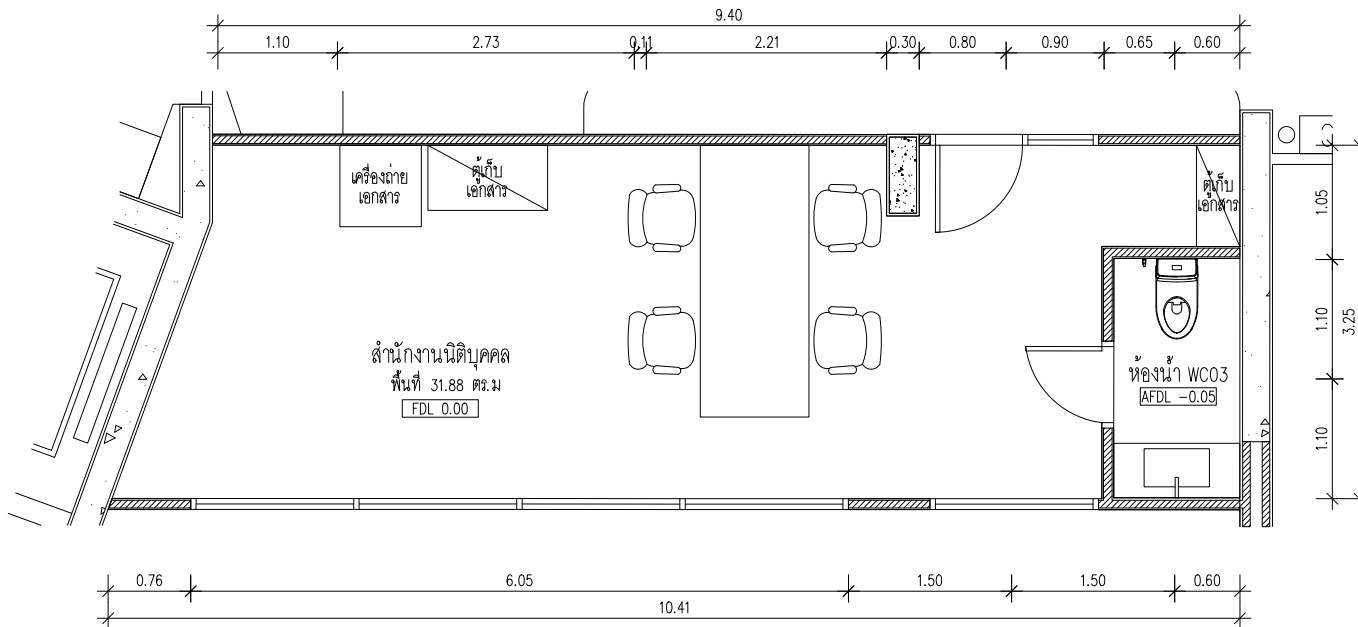 9.40
1.10 2.73 0.11 2.21 0.30 0.80 0.90 0.65 0.60
เครื่องถ่าย
เอกสาร
ตู้เก็บ
เอกสาร
ตู้เก็บ
เอกสาร
1.05
1.10
3.25
1.10
สำนักงานนิติบุคคล
พื้นที่ 31.88 ตร.ม
FDL 0.00
ห้องน้ำ WC03
AFDL -0.05
0.76 6.05 1.50 1.50 0.60
10.41